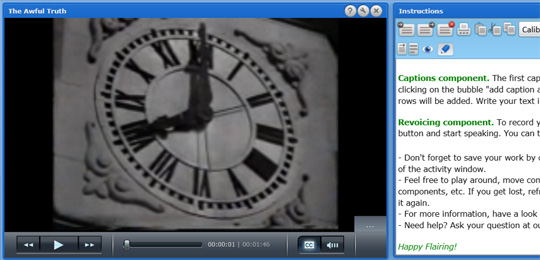 The Awful Truth
00:00:01 | 00:01:46
CC
Instructions
Calib
Captions component. The first cap
clicking on the bubble "add caption a
rows will be added. Write your text i
Revoicing component. To record y
button and start speaking. You can t
- Don't forget to save your work by c
of the activity window.
- Feel free to play around, move com
components, etc. If you get lost, refr
it again.
- For more information, have a look
- Need help? Ask your question at ou
Happy Flairing!